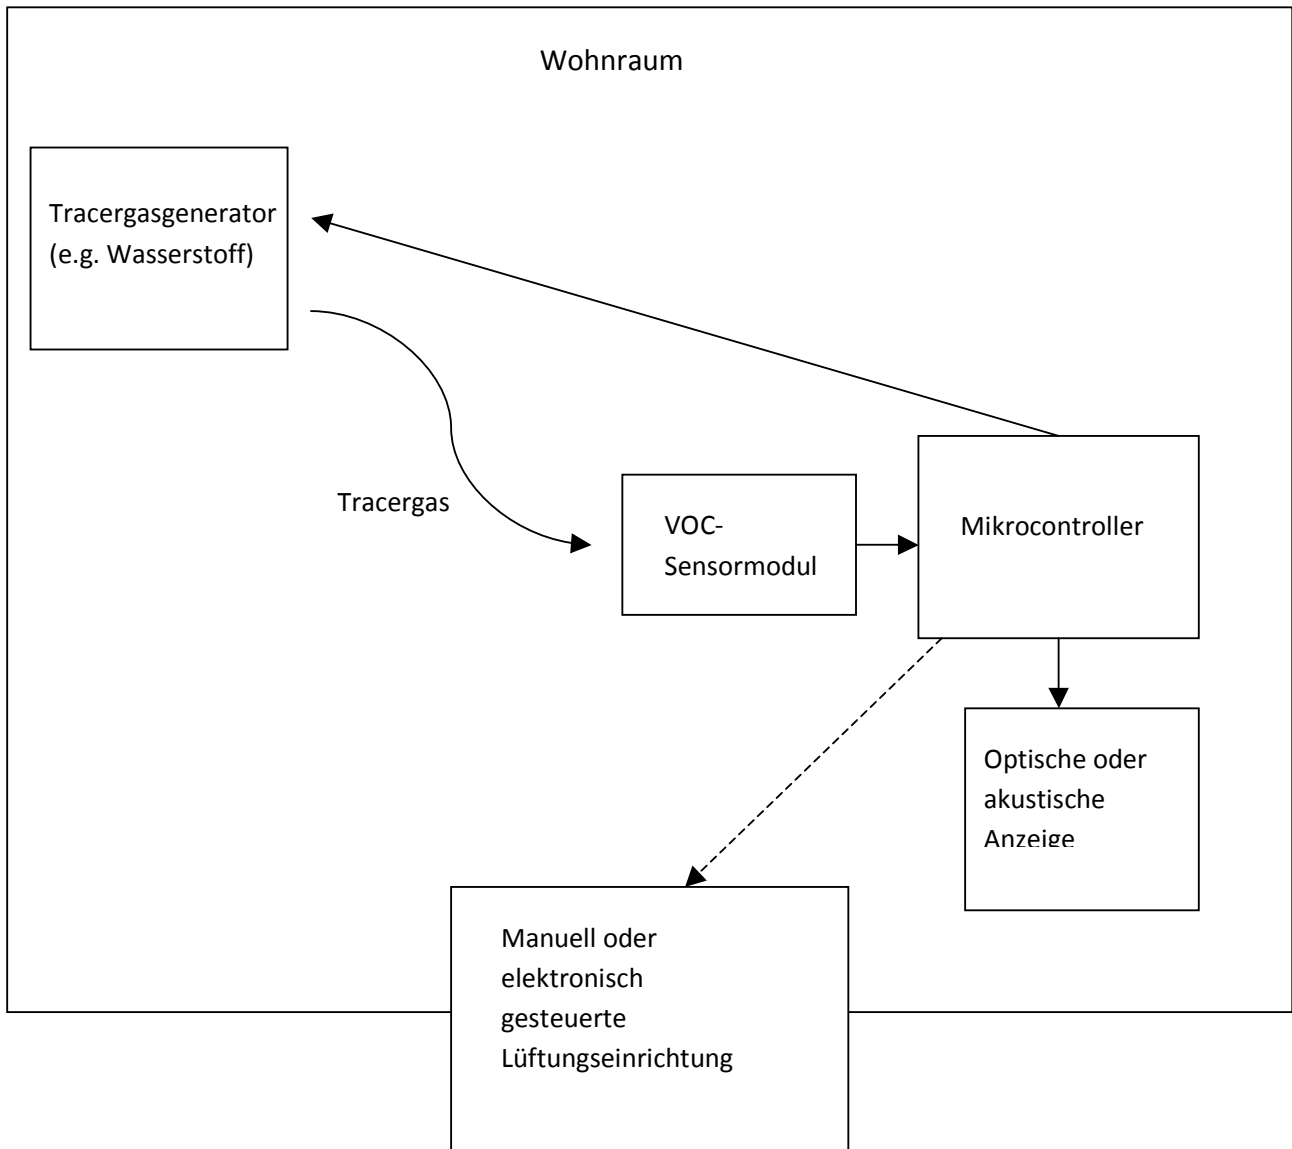 Wohnraum
Tracergasgenerator
(e.g. Wasserstoff)
Tracergas
VOC-
Sensormodul
Mikrocontroller
Optische oder
akustische
Anzeige
Manuell oder
elektronisch
gesteuerte
Lüftungseinrichtung